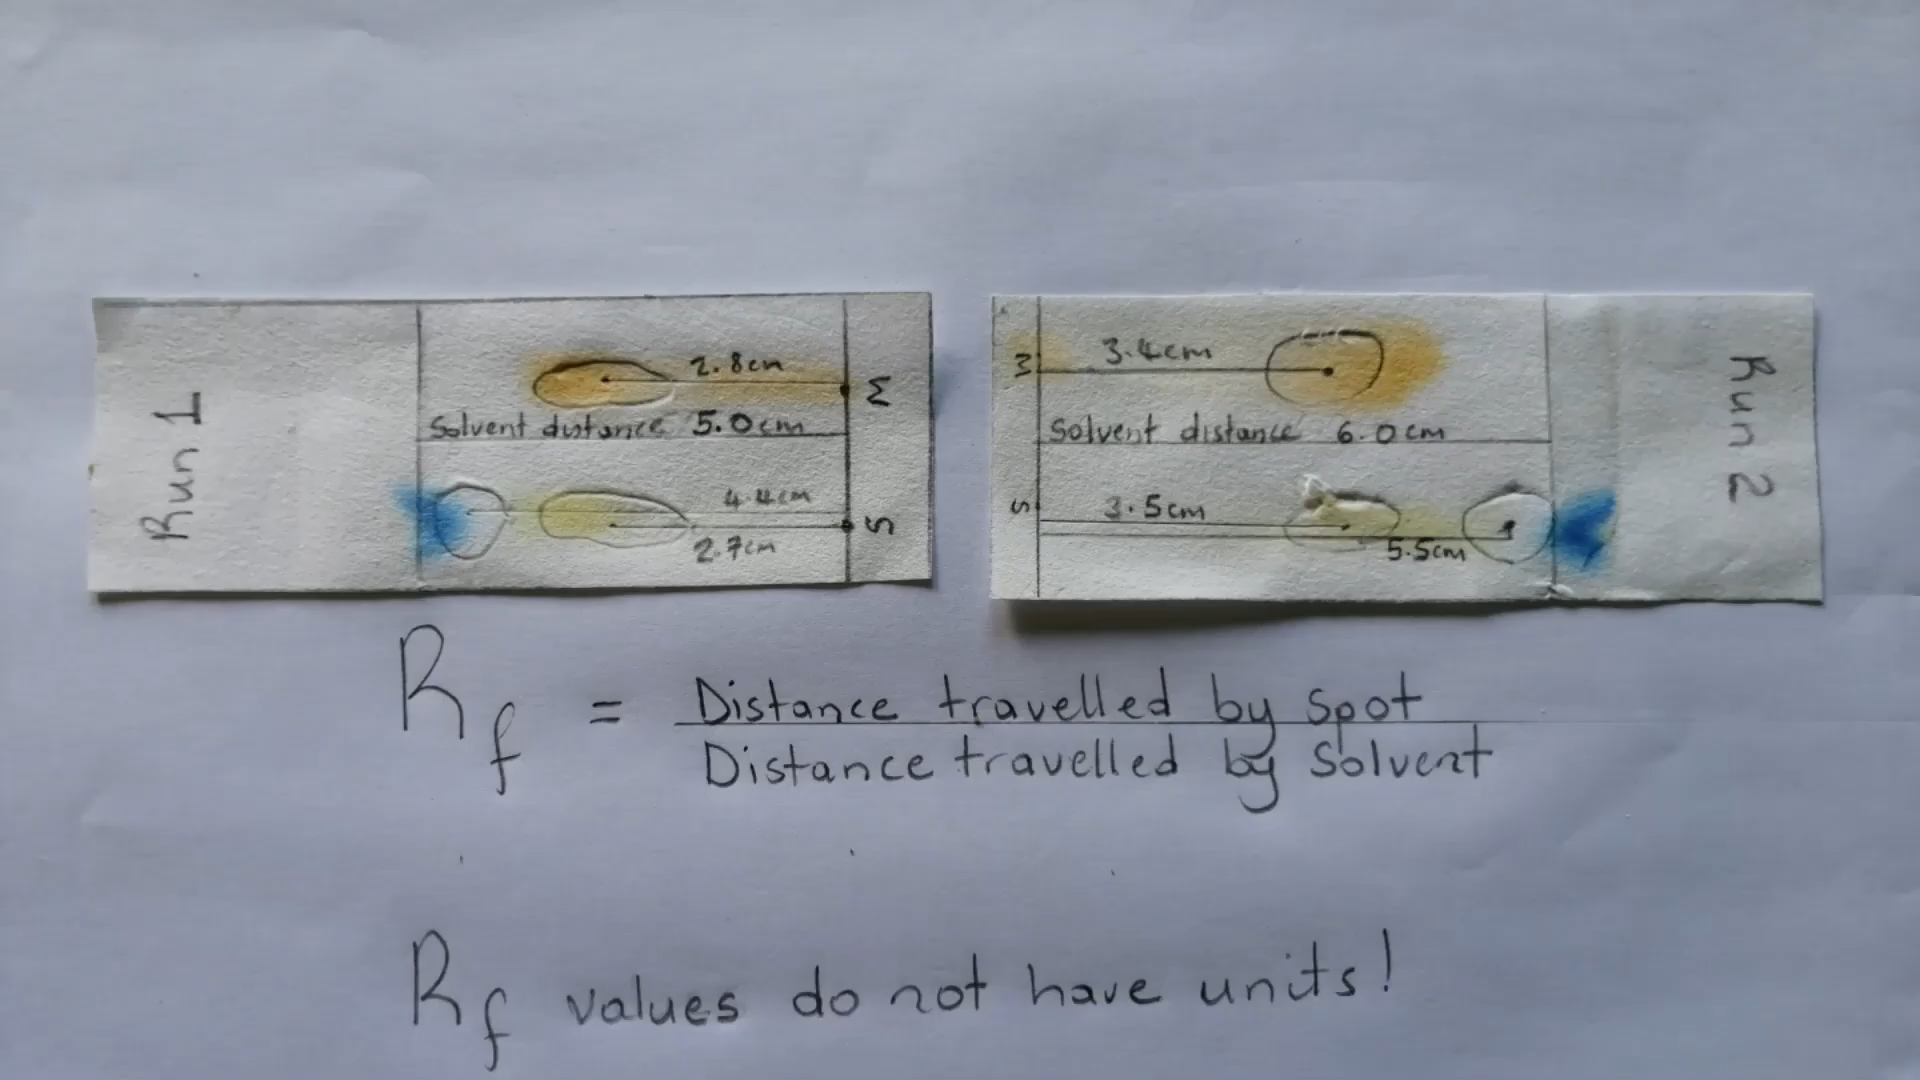 Run 1
2.8cm
M
Solvent distance 5.0cm
4.4cm
S
2.7cm
M
3.4cm
Solvent distance 6.0cm
S
3.5cm
5.5cm
Run 2
Rf = Distance travelled by Spot
Distance travelled by Solvent
Rf values do not have units!